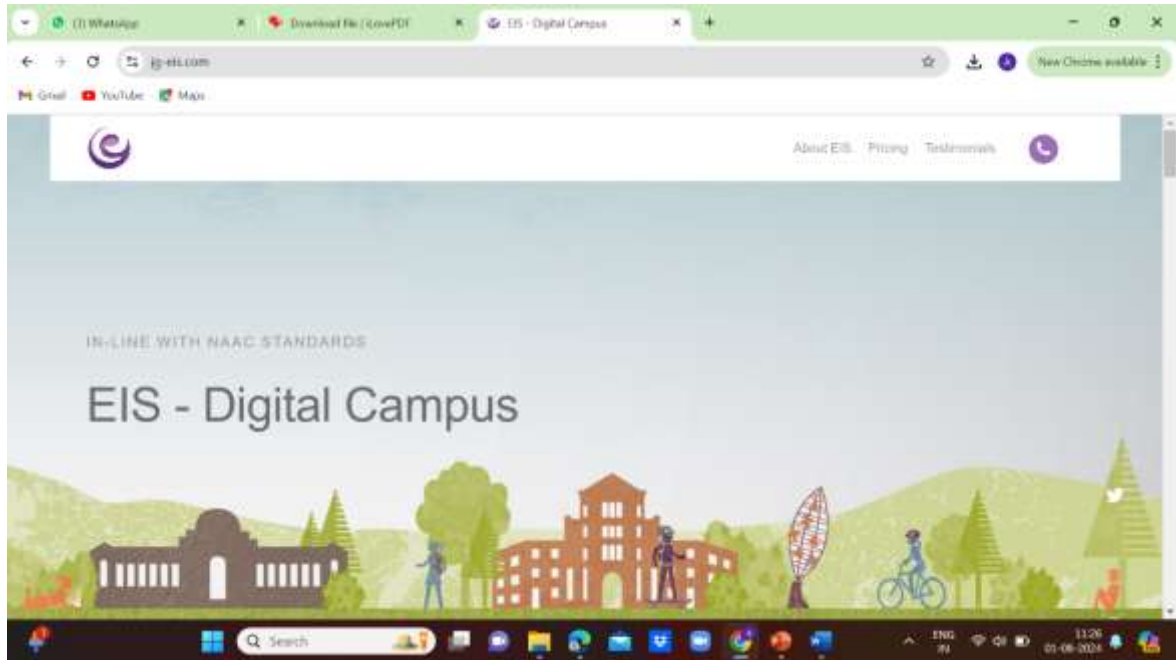 (3) WhatsApp
Download file | iLovePDF
EIS - Digital Campus
New Chrome available
Gmail YouTube Maps
About EIS Pricing Testimonials
IN-LINE WITH NAAC STANDARDS
EIS - Digital Campus
Search
ENG
IN
11:26
01-08-2024